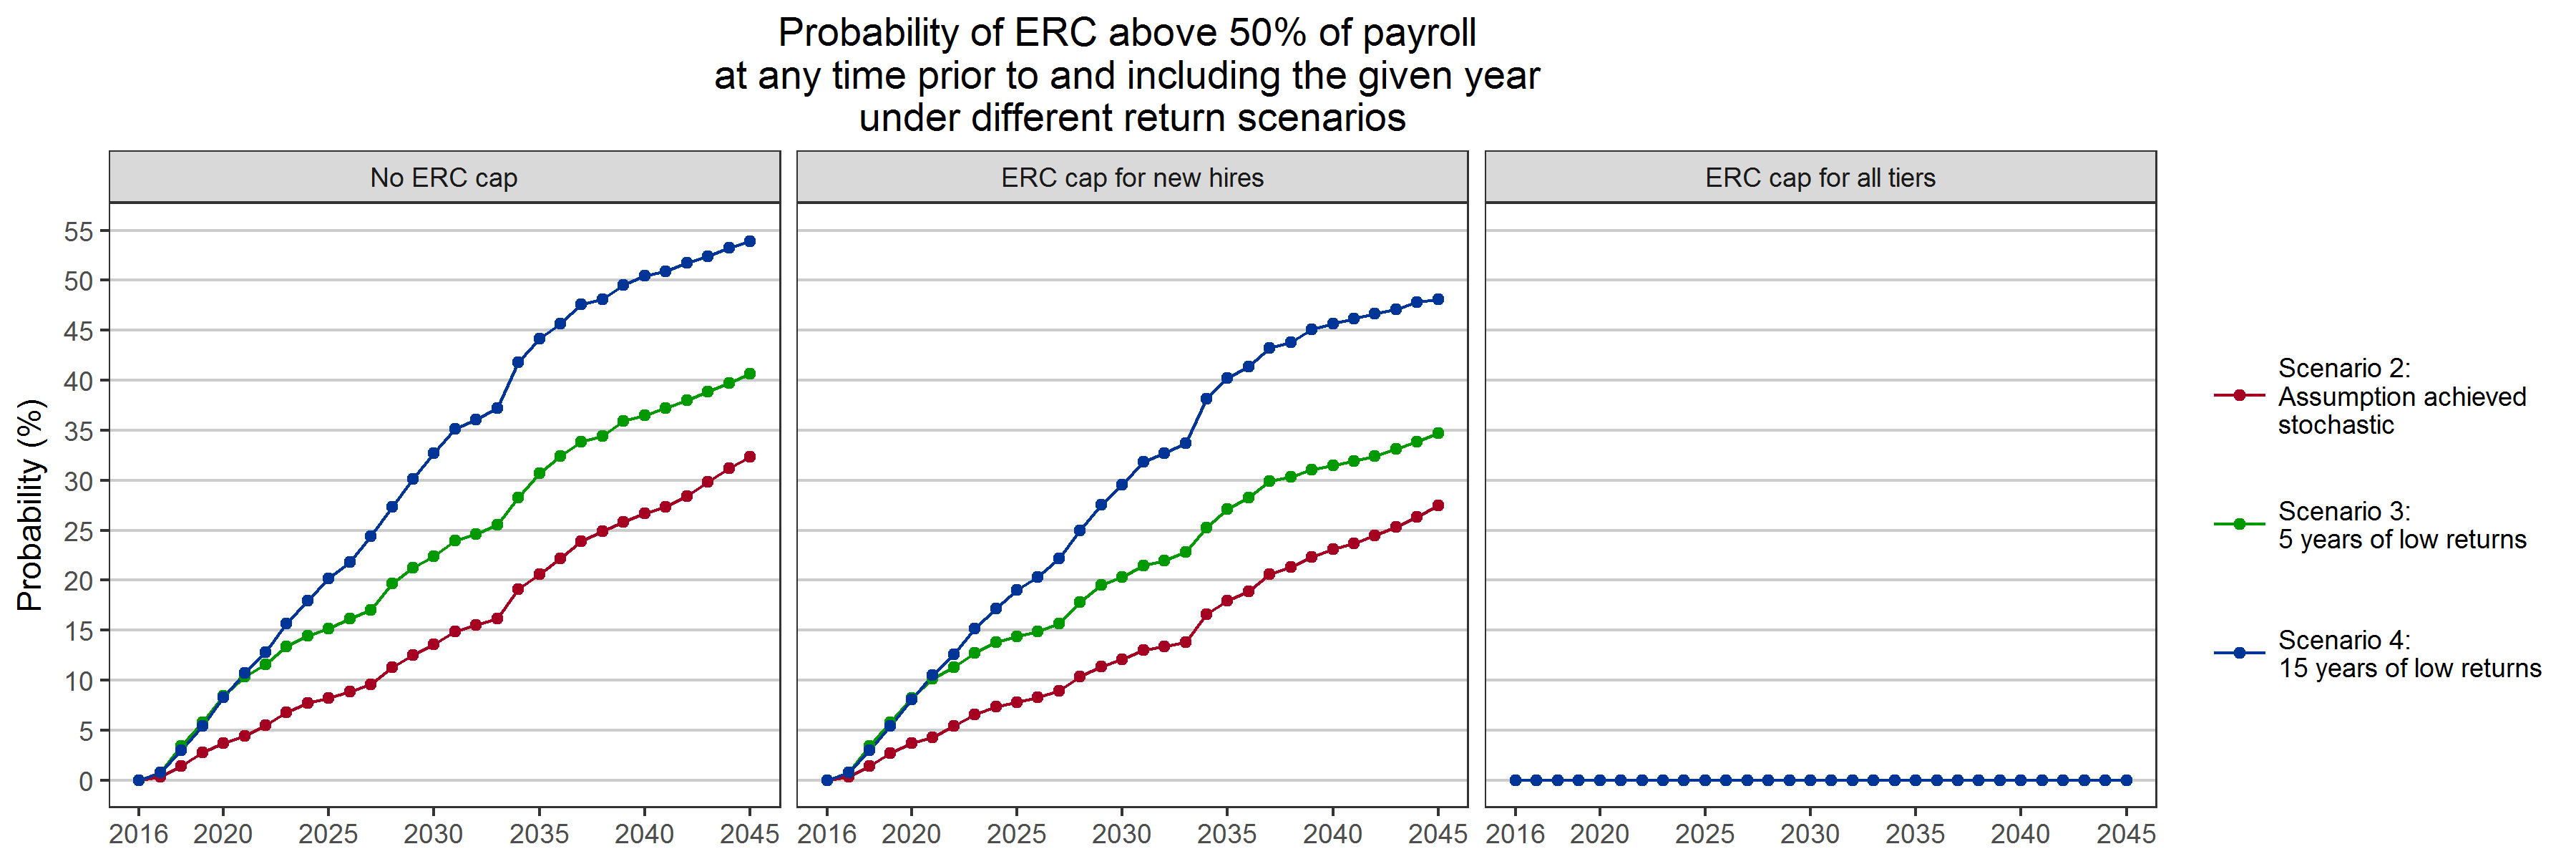 Probability of ERC above 50% of payroll
at any time prior to and including the given year
under different return scenarios
No ERC cap
ERC cap for new hires
ERC cap for all tiers
Probability (%)
55
50
45
40
35
30
25
20
15
10
5
0
2016 2020 2025 2030 2035 2040 2045
2016 2020 2025 2030 2035 2040 2045
2016 2020 2025 2030 2035 2040 2045
Scenario 2:
Assumption achieved
stochastic
Scenario 3:
5 years of low returns
Scenario 4:
15 years of low returns